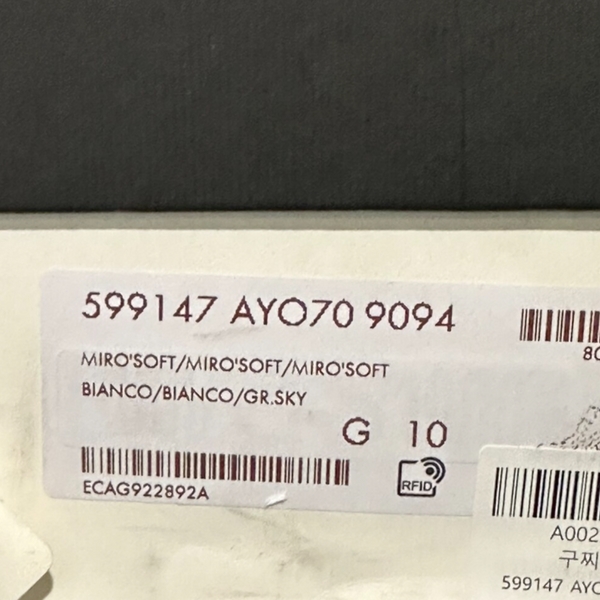 599147 AYO70 9094
80
MIRO'SOFT/MIRO'SOFT/MIRO'SOFT
BIANCO/BIANCO/GR.SKY
G 10
ECAG922892A
RFID
A002
구찌
599147 AYO